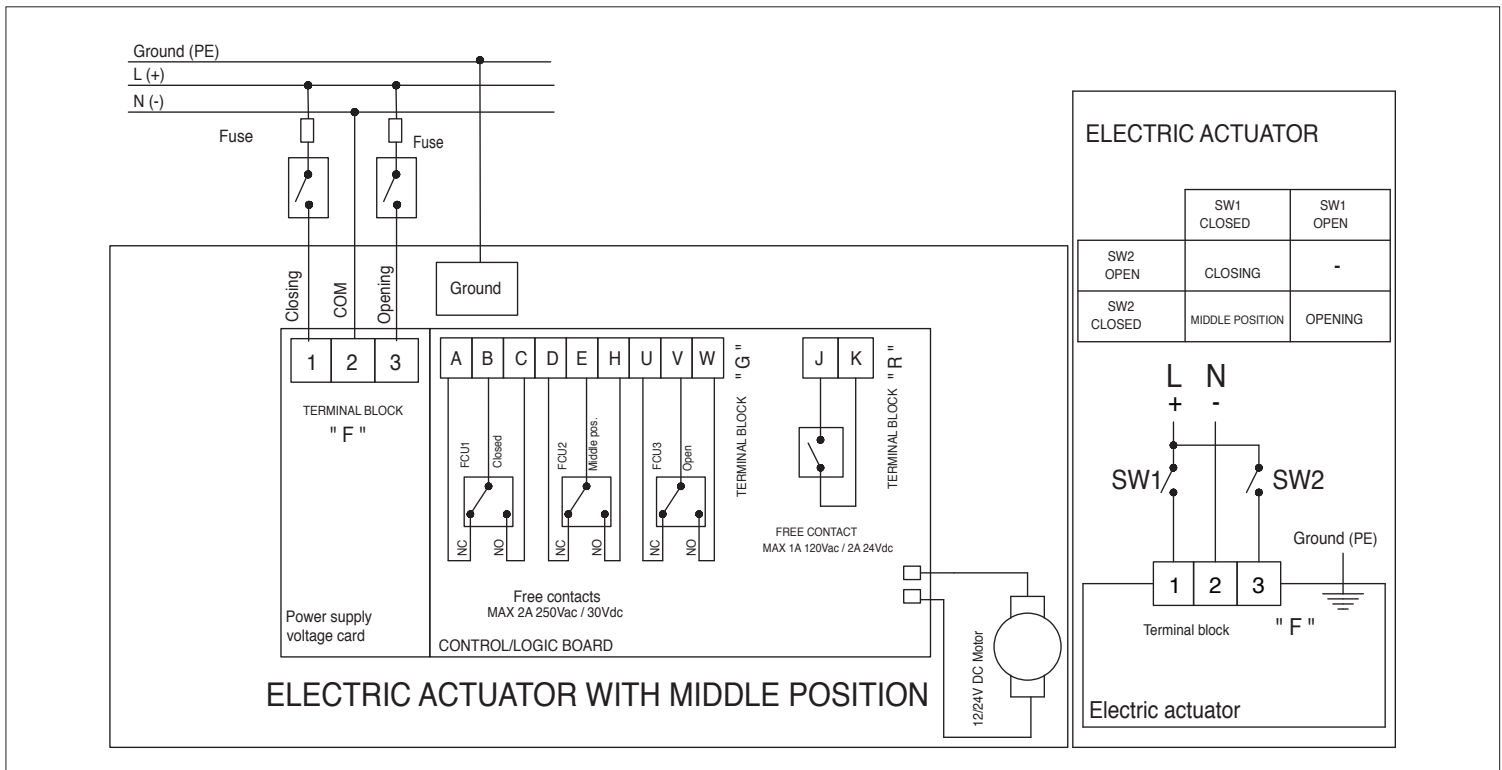 Ground (PE)
L (+)
N (-)
Fuse
Fuse
Closing
COM
Opening
Ground
1 2 3
TERMINAL BLOCK
" F "
A B C D E H U V W
TERMINAL BLOCK " G "
J K
TERMINAL BLOCK " R "
FCU1
Closed
FCU2
Middle pos.
FCU3
Open
NC
NO
NC
NO
NC
NO
FREE CONTACT
MAX 1A 120Vac / 2A 24Vdc
Free contacts
MAX 2A 250Vac / 30Vdc
Power supply
voltage card
CONTROL/LOGIC BOARD
12/24V DC Motor
ELECTRIC ACTUATOR WITH MIDDLE POSITION
ELECTRIC ACTUATOR
SW1
CLOSED
SW1
OPEN
SW2
OPEN
CLOSING
-
SW2
CLOSED
MIDDLE POSITION
OPENING
L N
+ -
SW1
SW2
Ground (PE)
1 2 3
Terminal block
" F "
Electric actuator